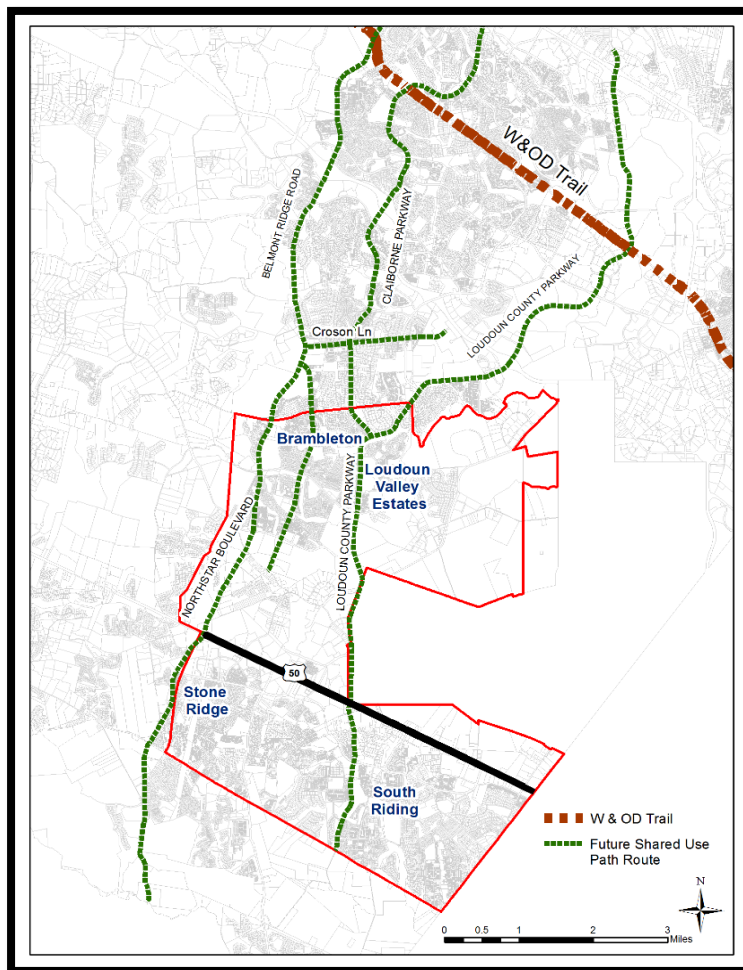 W&OD Trail
BELMONT RIDGE ROAD
CLAIBORNE PARKWAY
LOUDOUN COUNTY PARKWAY
Croson Ln
Brambleton
Loudoun
Valley
Estates
NORTHSTAR BOULEVARD
LOUDOUN COUNTY PARKWAY
50
Stone
Ridge
South
Riding
W & OD Trail
Future Shared Use
Path Route
N
0 0.5 1 2 3
Miles